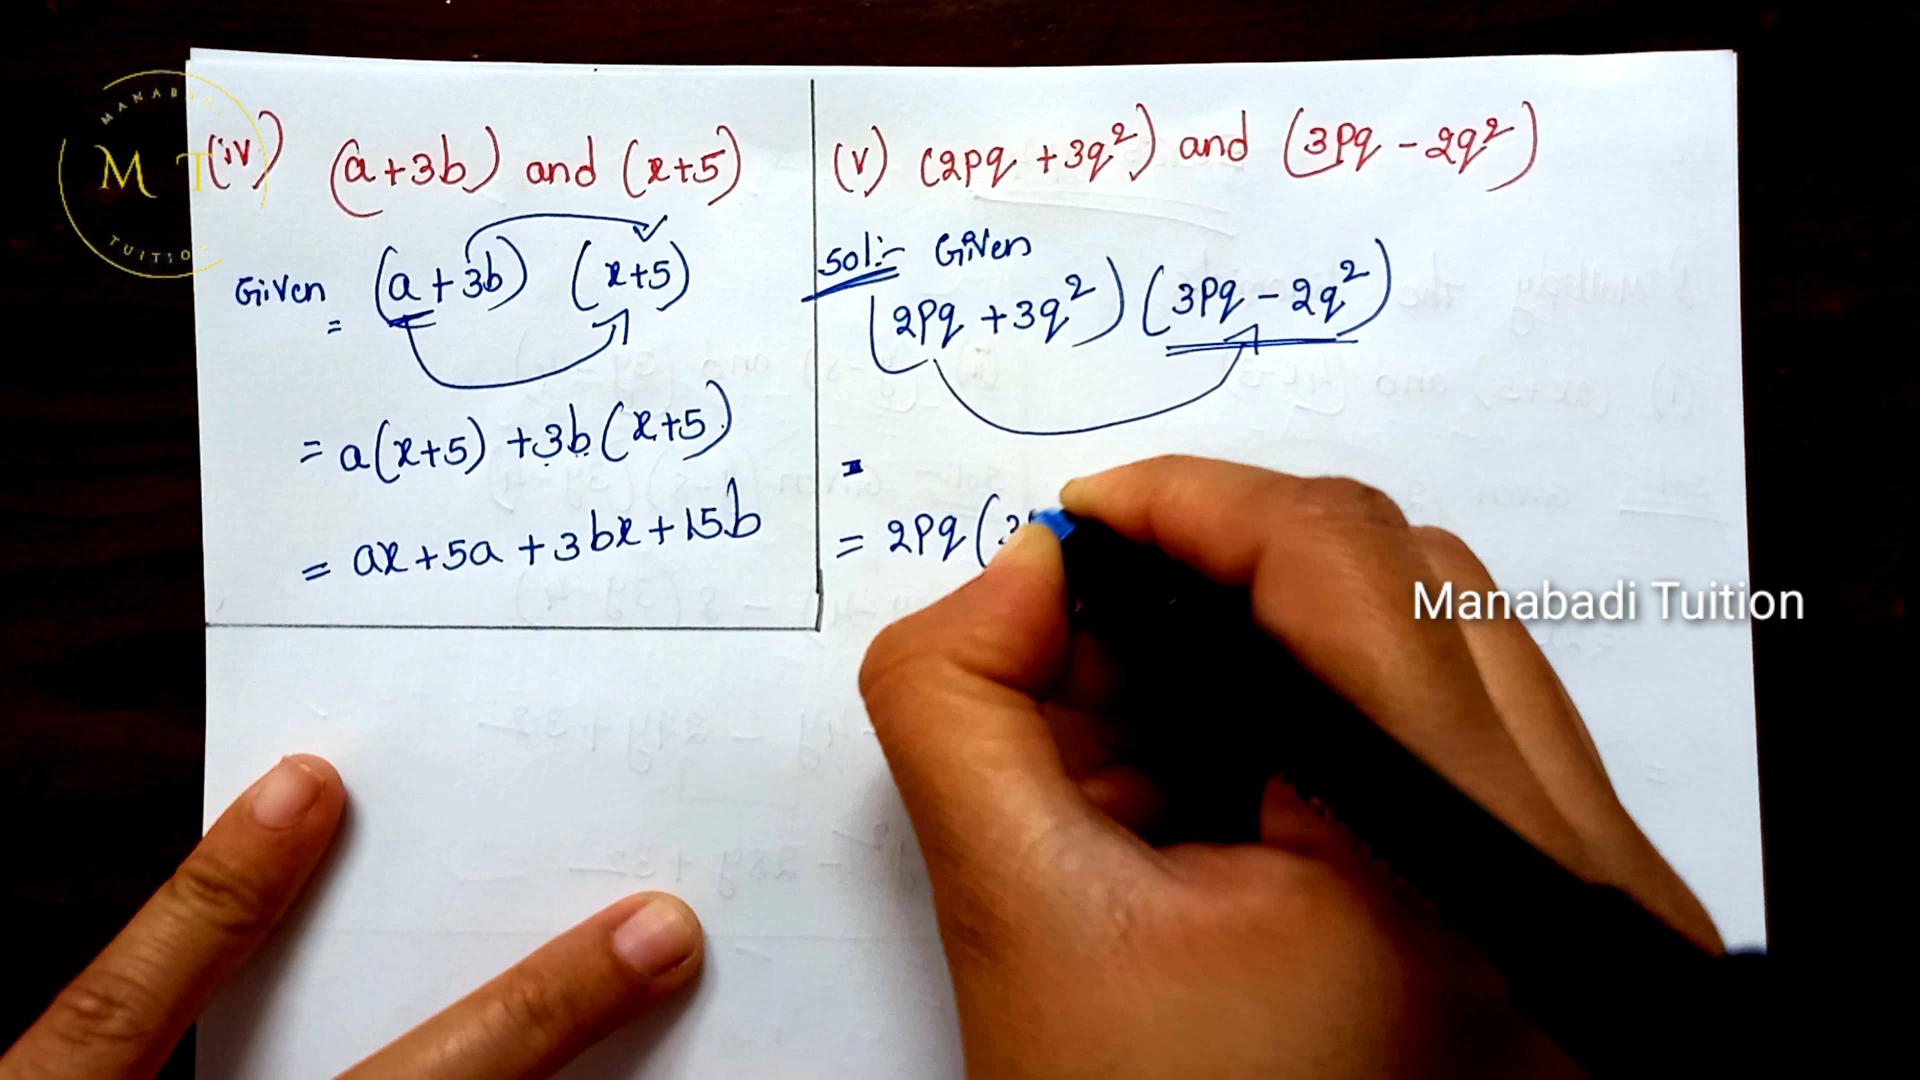 MANABADI
M T
TUITION
(iv) (a+3b) and (x+5)
Given = (a+3b) (x+5)
= a(x+5) +3b(x+5)
= ax+5a+3bx+15b
(v) (2pq +3q²) and (3pq -2q²)
Sol:- Given
(2pq +3q²) (3pq - 2q²)
=
= 2pq(3
Manabadi Tuition